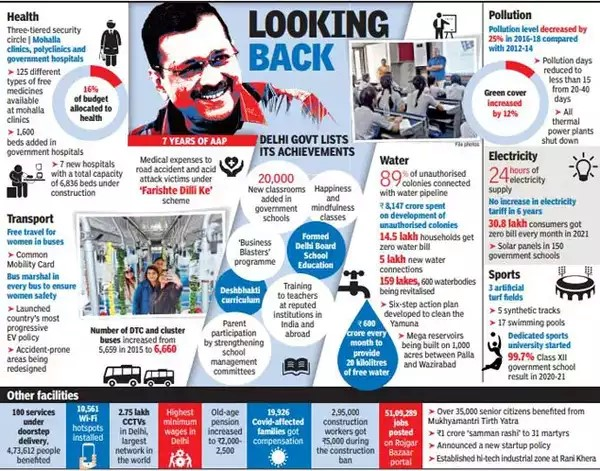 LOOKING
BACK
7 YEARS OF AAP
DELHI GOVT LISTS
ITS ACHIEVEMENTS
File photos
Health
Three-tiered security
circle | Mohalla
clinics, polyclinics and
government hospitals
➤ 125 different
types of free
medicines
available
at mohalla
clinics
16%
of budget
allocated to
health
➤ 1,600
beds added in
government hospitals
➤ 7 new hospitals
with a total capacity
of 6,836 beds under
construction
Medical expenses to
road accident and acid
attack victims under
'Farishte Dilli Ke'
scheme
Transport
Free travel for
women in buses
➤ Common
Mobility Card
Bus marshal in
every bus to ensure
women safety
➤ Launched
country's most
progressive
EV policy
➤ Accident-prone
areas being
redesigned
Number of DTC and cluster
buses increased from
5,659 in 2015 to 6,660
20,000
New classrooms
added in
government
schools
Happiness
and
mindfulness
classes
'Business
Blasters'
programme
Formed
Delhi Board
School
Education
Deshbhakti
curriculum
Training
to teachers
at reputed
institutions in
India and
abroad
Parent
participation
by strengthening
school
management
committees
Water
89% of unauthorised
colonies connected
with water pipeline
₹ 8,147 crore spent
on development of
unauthorised colonies
14.5 lakh households get
zero water bill
5 lakh new water
connections
159 lakes, 600 waterbodies
being revitalised
➤ Six-step action plan
developed to clean the
Yamuna
➤ Mega reservoirs
being built on 1,000
acres between Palla
and Wazirabad
₹ 600
crore every
month to
provide
20 kilolitres
of free water
Pollution
Pollution level decreased by
25% in 2016-18 compared
with 2012-14
Green cover
increased
by 12%
➤ Pollution days
reduced to
less than 15
from 20-40
days
➤ All
thermal
power plants
shut down
Electricity
24 hours of
electricity
supply
No increase in electricity
tariff in 6 years
30.8 lakh consumers got
zero bill every month in 2021
➤ Solar panels in 150
government schools
Sports
3 artificial
turf fields
➤ 5 synthetic tracks
➤ 17 swimming pools
Dedicated sports
university started
99.7% Class XII
government school
result in 2020-21
Other facilities
100 services
under
doorstep
delivery,
4,73,612 people
benefited
10,561
Wi-Fi
hotspots
installed
2.75 lakh
CCTVs
in Delhi,
largest
network in
the world
Highest
minimum
wages in
Delhi
Old-age
pension
increased
to ₹2,000-
2,500
19,926
Covid-affected
families got
compensation
2,95,000
construction
workers got
₹5,000 during
the construction
ban
51,09,289
jobs
posted
on Rojgar
Bazaar
portal
➤ Over 35,000 senior citizens benefited from
Mukhyamantri Tirth Yatra
➤ ₹1 crore 'samman rashi' to 31 martyrs
➤ Announced a new startup policy
➤ Established hi-tech industrial zone at Rani Khera